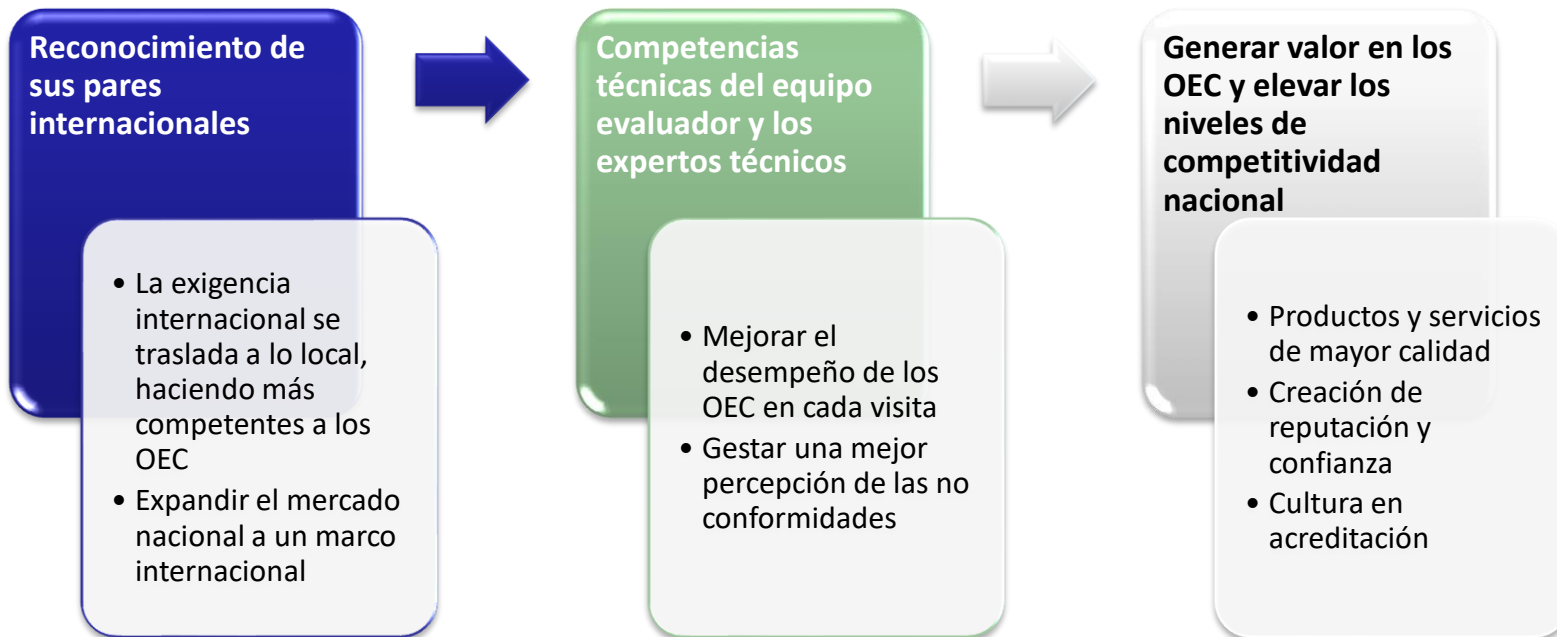 Reconocimiento de
sus pares
internacionales
• La exigencia
internacional se
traslada a lo local,
haciendo más
competentes a los
OEC
• Expandir el mercado
nacional a un marco
internacional
Competencias
técnicas del equipo
evaluador y los
expertos técnicos
• Mejorar el
desempeño de los
OEC en cada visita
• Gestar una mejor
percepción de las no
conformidades
Generar valor en los
OEC y elevar los
niveles de
competitividad
nacional
• Productos y servicios
de mayor calidad
• Creación de
reputación y
confianza
• Cultura en
acreditación